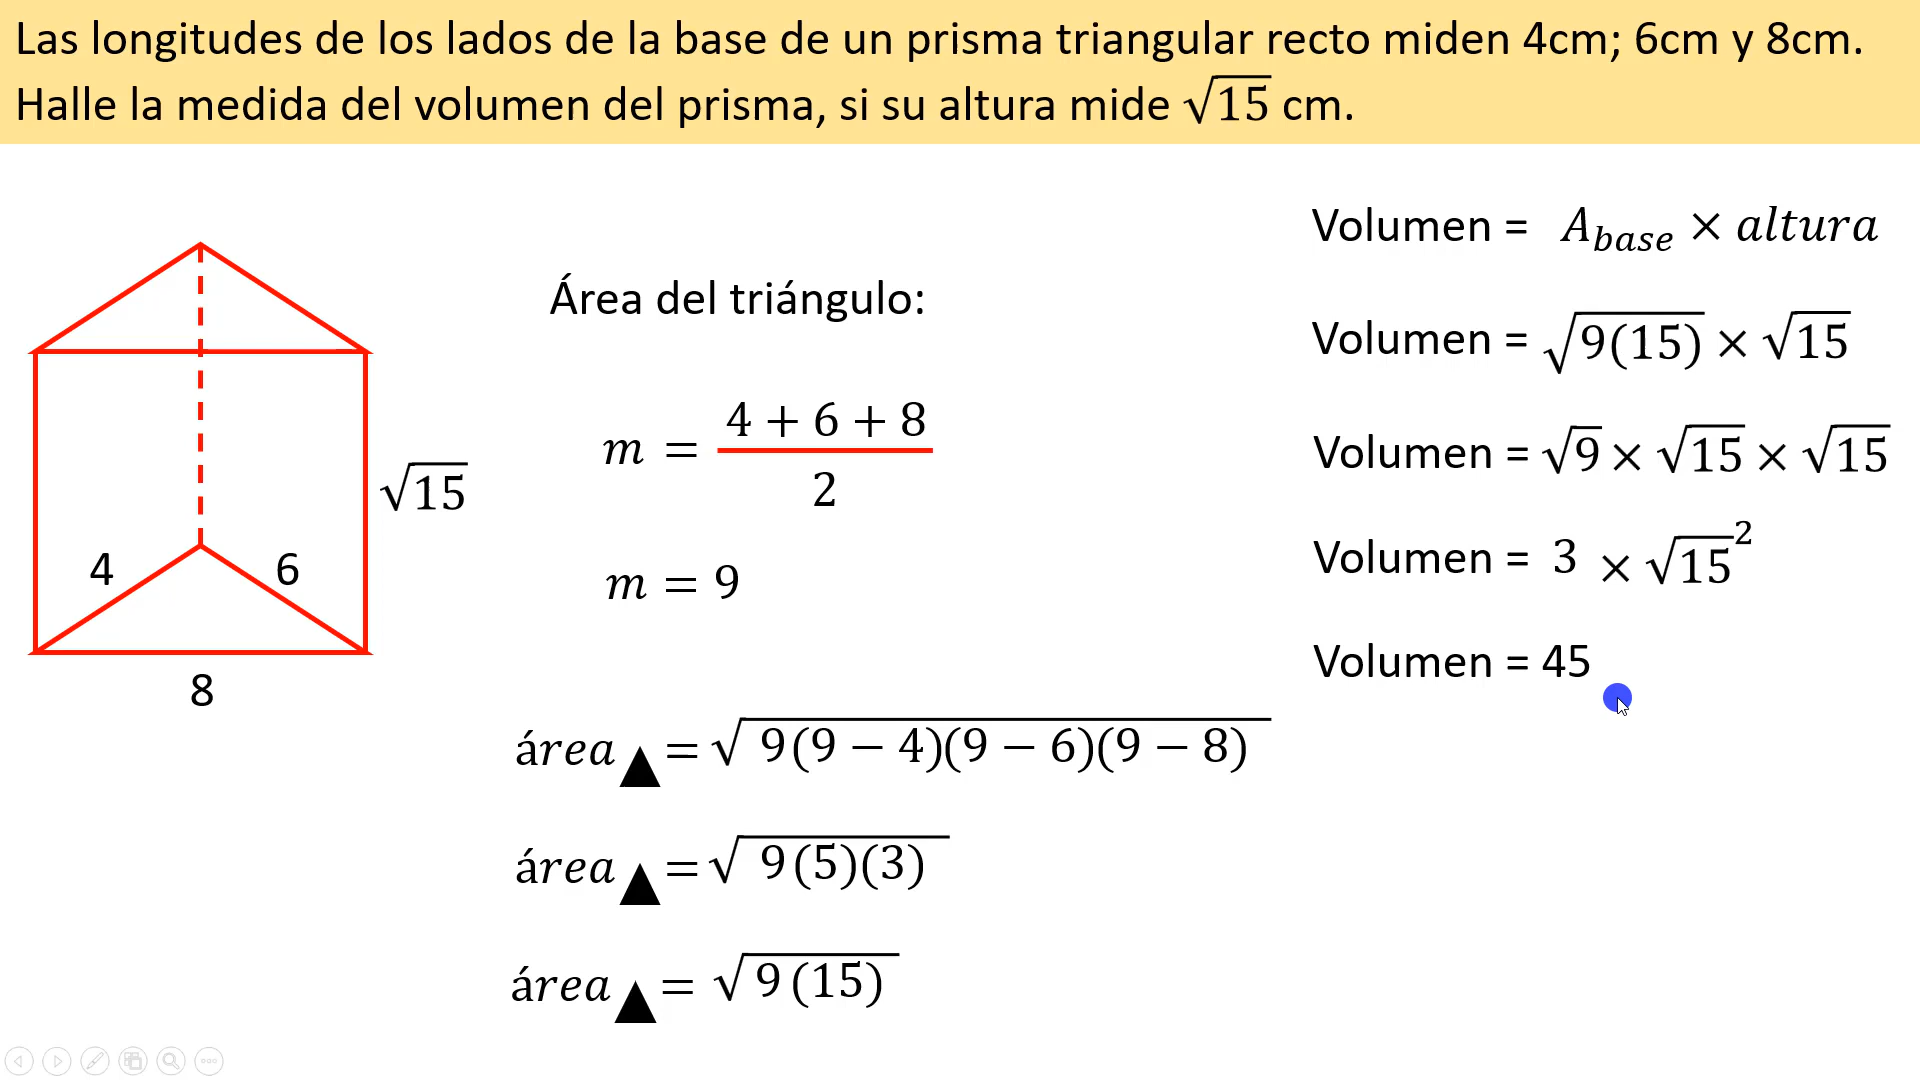 Las longitudes de los lados de la base de un prisma triangular recto miden 4cm; 6cm y 8cm.
Halle la medida del volumen del prisma, si su altura mide √15 cm.
4
6
8
√15
Área del triángulo:
m = (4 + 6 + 8)/2
m = 9
área▲ = √9(9 − 4)(9 − 6)(9 − 8)
área▲ = √9(5)(3)
área▲ = √9(15)
Volumen = A_base × altura
Volumen = √9(15) × √15
Volumen = √9 × √15 × √15
Volumen = 3 × √15²
Volumen = 45